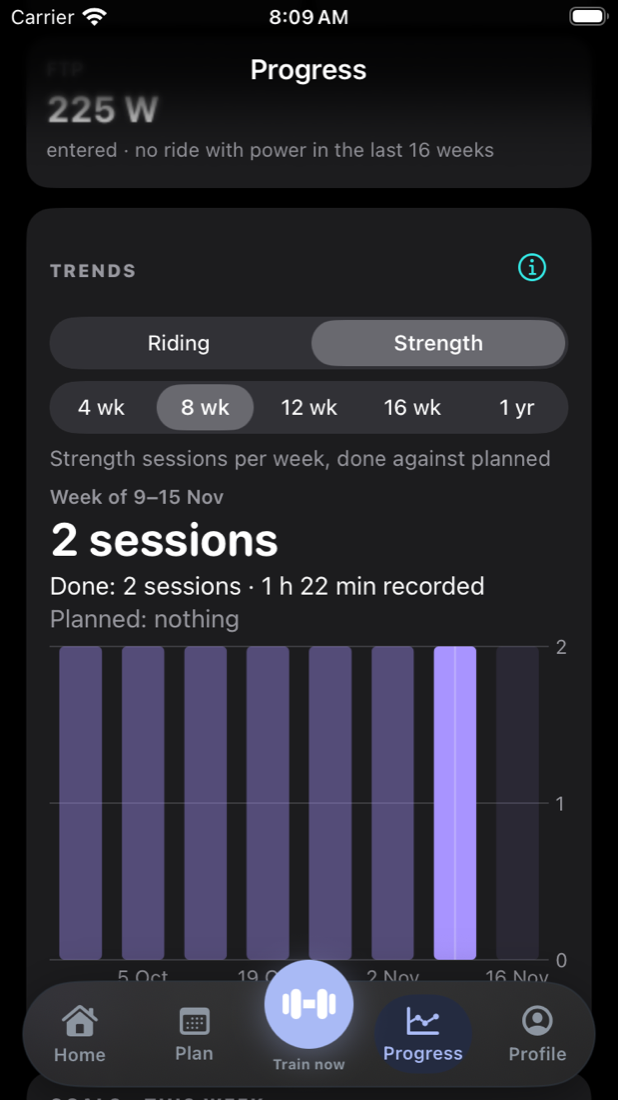 Carrier 8:09 AM
FTP
Progress
225 W
entered · no ride with power in the last 16 weeks
TRENDS
Riding Strength
4 wk 8 wk 12 wk 16 wk 1 yr
Strength sessions per week, done against planned
Week of 9–15 Nov
2 sessions
Done: 2 sessions · 1 h 22 min recorded
Planned: nothing
2
1
0
5 Oct 19 2 Nov 16 Nov
Home Plan Train now Progress Profile